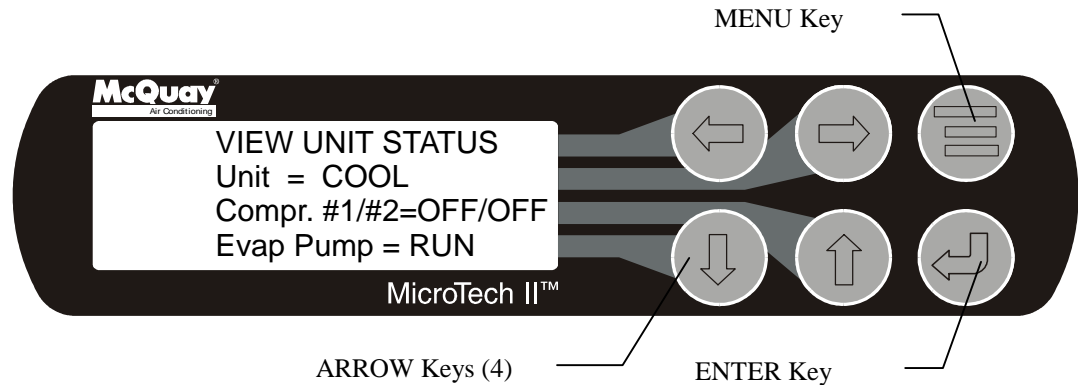 MENU Key
McQuay®
Air Conditioning
VIEW UNIT STATUS
Unit = COOL
Compr. #1/#2=OFF/OFF
Evap Pump = RUN
MicroTech II™
ARROW Keys (4)
ENTER Key